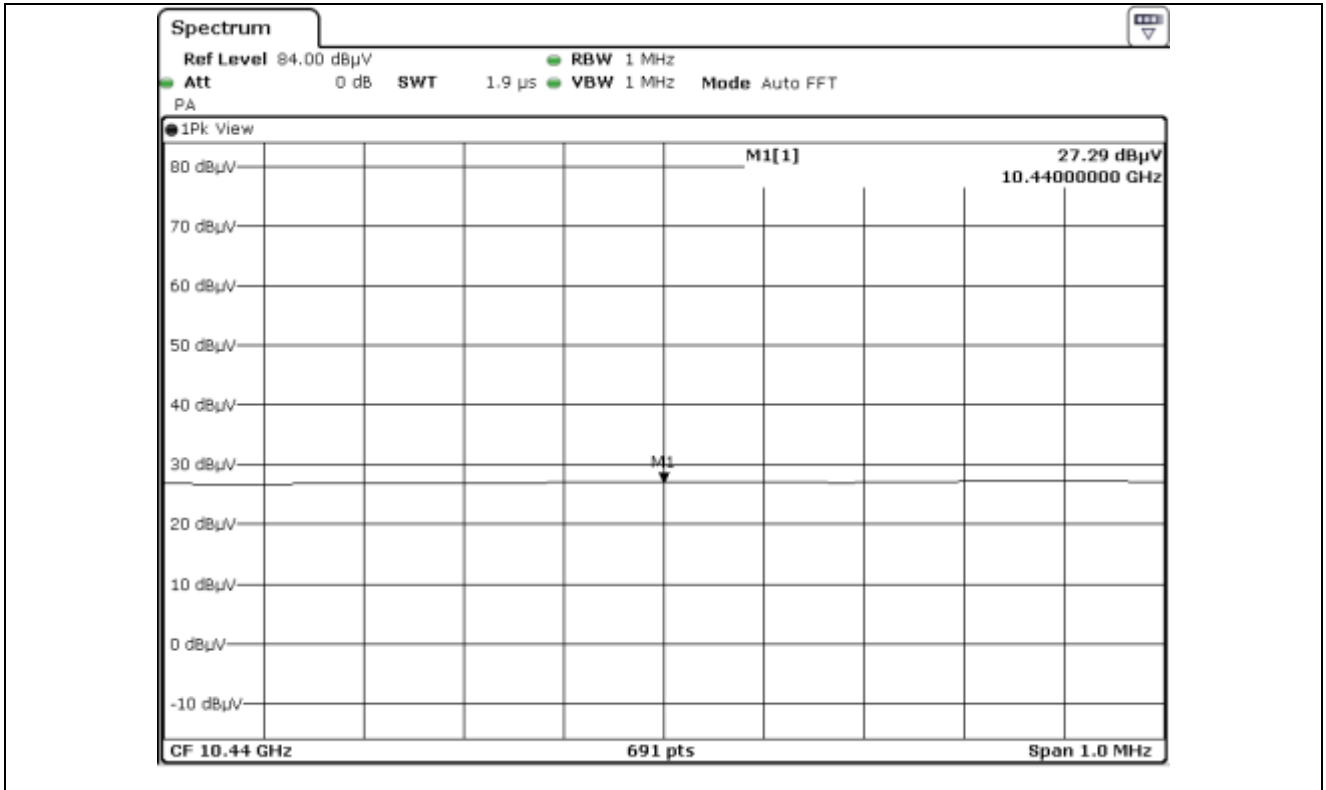 Spectrum
Ref Level 84.00 dBµV RBW 1 MHz
Att 0 dB SWT 1.9 µs VBW 1 MHz Mode Auto FFT
PA
1Pk View
M1[1] 27.29 dBµV
10.44000000 GHz
80 dBµV
70 dBµV
60 dBµV
50 dBµV
40 dBµV
30 dBµV
M1
20 dBµV
10 dBµV
0 dBµV
-10 dBµV
CF 10.44 GHz 691 pts Span 1.0 MHz